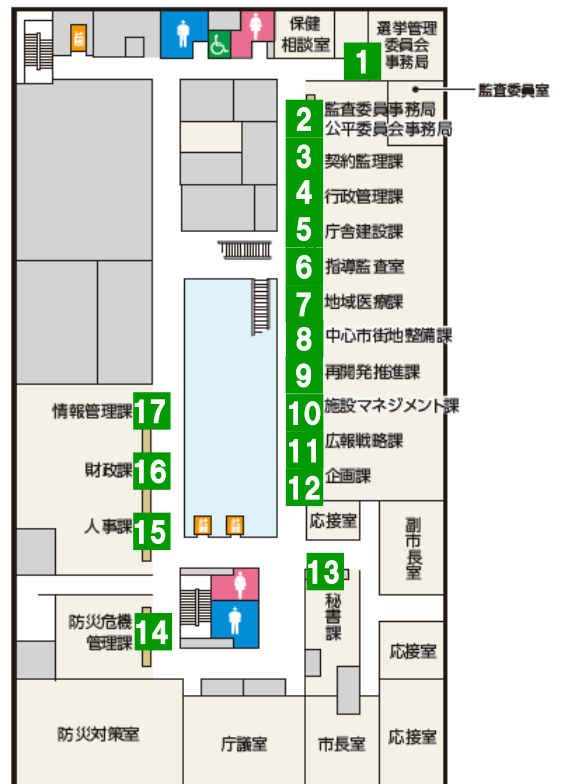 保健
相談室
選挙管理
委員会
事務局
1
監査委員室
2
監査委員事務局
公平委員会事務局
3
契約監理課
4
行政管理課
5
庁舎建設課
6
指導監査室
7
地域医療課
8
中心市街地整備課
9
再開発推進課
10
施設マネジメント課
11
広報戦略課
12
企画課
情報管理課
17
財政課
16
人事課
15
応接室
副市長室
13
秘書課
防災危機
管理課
14
応接室
防災対策室
庁議室
市長室
応接室